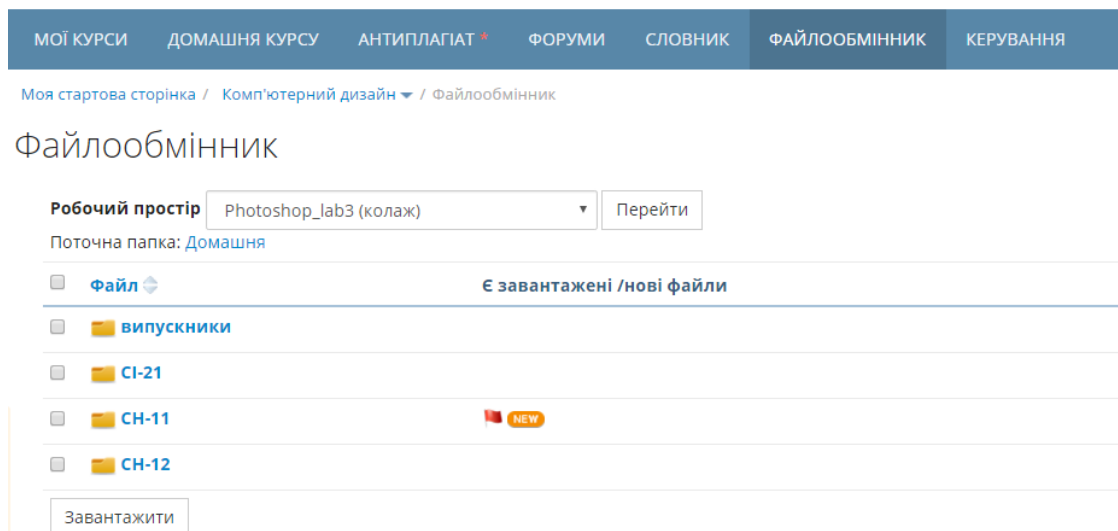 МОЇ КУРСИ ДОМАШНЯ КУРСУ АНТИПЛАГІАТ * ФОРУМИ СЛОВНИК ФАЙЛООБМІННИК КЕРУВАННЯ
Моя стартова сторінка / Комп'ютерний дизайн / Файлообмінник
Файлообмінник
Робочий простір Photoshop_lab3 (колаж) Перейти
Поточна папка: Домашня
Файл Є завантажені /нові файли
випускники
СІ-21
СН-11 NEW
СН-12
Завантажити